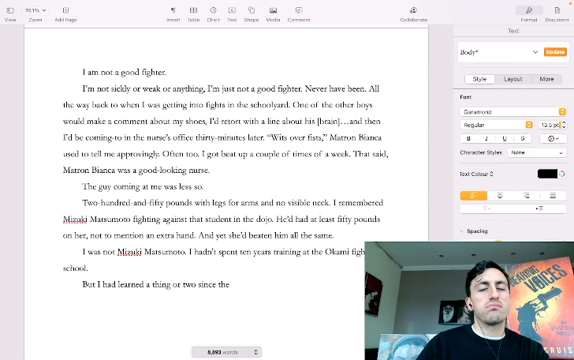 View
Zoom
Add Page
Insert
Table
Chart
Text
Shape
Media
Comment
Collaborate
Format
Document
Text
Body*
Update
Style
Layout
More
Font
Garamond
Regular
13.5 pt
B I U S
Character Styles
None
Text Colour
Spacing
I am not a good fighter.
I'm not sickly or weak or anything, I'm just not a good fighter. Never have been. All
the way back to when I was getting into fights in the schoolyard. One of the other boys
would make a comment about my shoes, I'd retort with a line about his [brain]…and then
I'd be coming-to in the nurse's office thirty-minutes later. “Wits over fists,” Matron Bianca
used to tell me approvingly. Often too. I got beat up a couple of times of a week. That said,
Matron Bianca was a good-looking nurse.
The guy coming at me was less so.
Two-hundred-and-fifty pounds with legs for arms and no visible neck. I remembered
Mizuki Matsumoto fighting against that student in the dojo. He'd had at least fifty pounds
on her, not to mention an extra hand. And yet she'd beaten him all the same.
I was not Mizuki Matsumoto. I hadn't spent ten years training at the Okami figh
school.
But I had learned a thing or two since the
8,893 words
HEARING
VOICES
CRUISE